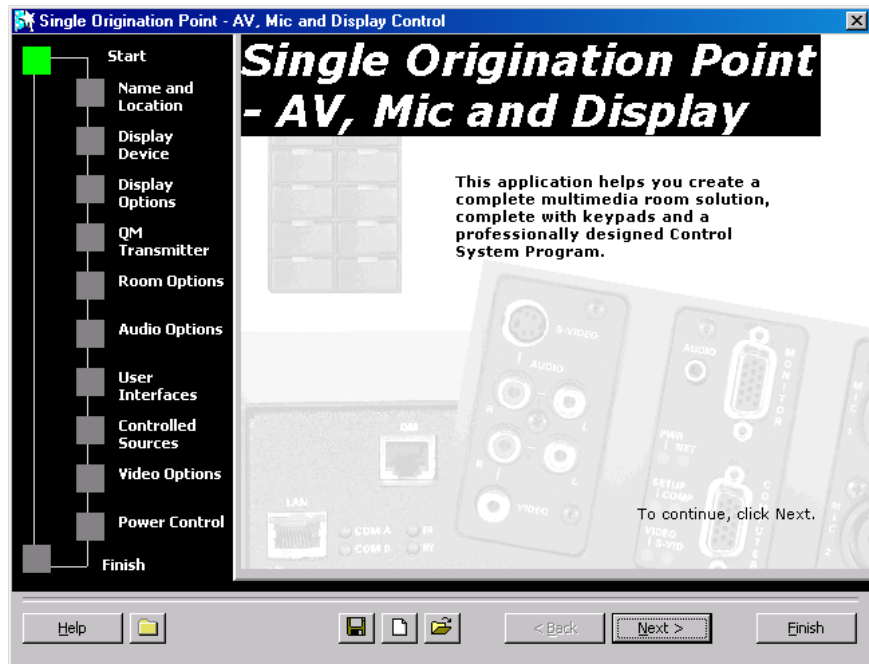 Single Origination Point - AV, Mic and Display Control
Start
Name and
Location
Display
Device
Display
Options
QM
Transmitter
Room Options
Audio Options
User
Interfaces
Controlled
Sources
Video Options
Power Control
Finish
Single Origination Point
- AV, Mic and Display
This application helps you create a
complete multimedia room solution,
complete with keypads and a
professionally designed Control
System Program.
S-VIDEO
AUDIO
R
L
R
L
VIDEO
AUDIO
MONITOR
PWR
NET
SETUP
COMP
VIDEO
S-VID
COMPUTER
MIC 1
MIC 2
LAN
COM A
IR
COM B
To continue, click Next.
Help
< Back
Next >
Finish